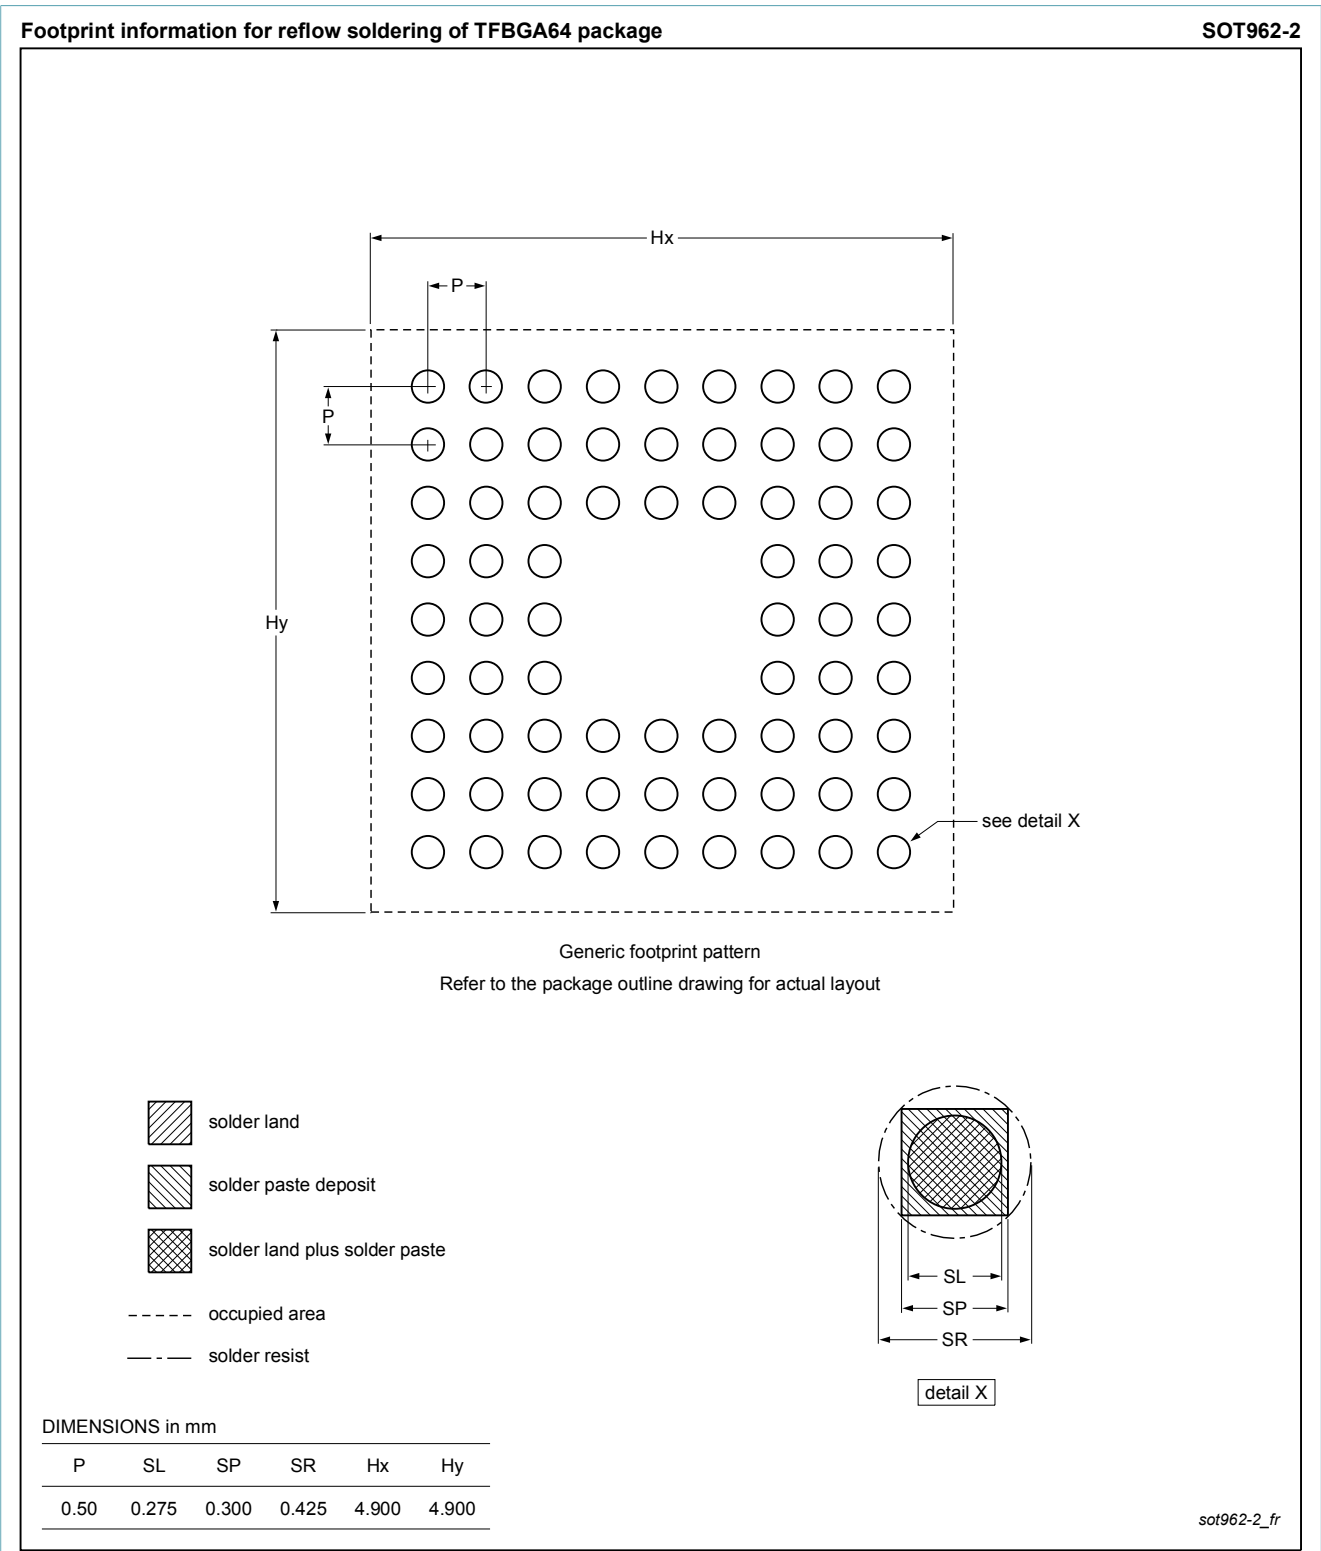 Footprint information for reflow soldering of TFBGA64 package SOT962-2
Hx
P
P
Hy
see detail X
Generic footprint pattern
Refer to the package outline drawing for actual layout
solder land
solder paste deposit
solder land plus solder paste
occupied area
solder resist
SL
SP
SR
detail X
DIMENSIONS in mm
P SL SP SR Hx Hy
0.50 0.275 0.300 0.425 4.900 4.900
sot962-2_fr